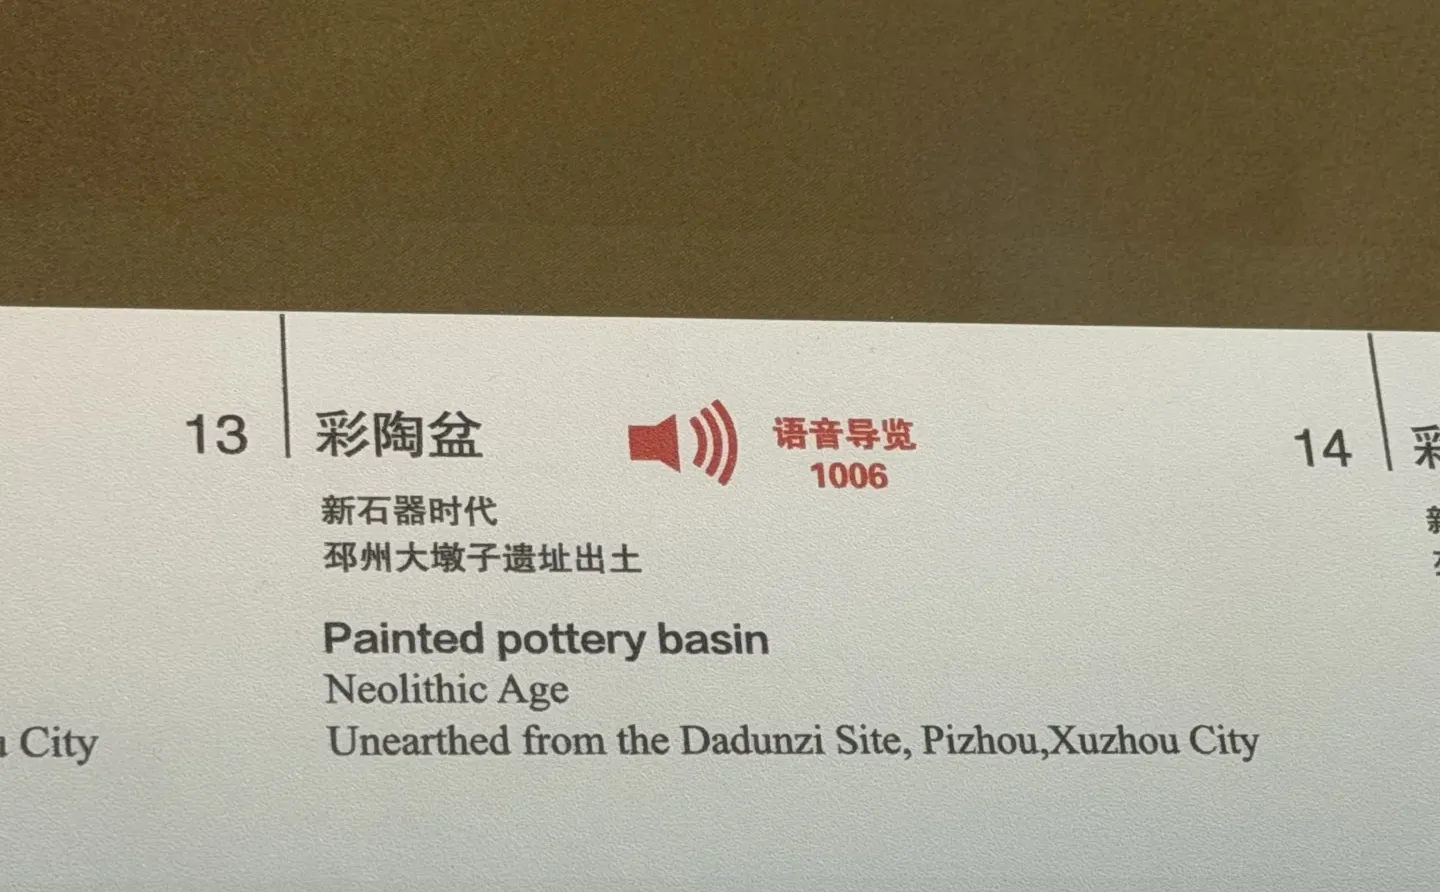 13
彩陶盆
语音导览
1006
新石器时代
邳州大墩子遗址出土
Painted pottery basin
Neolithic Age
Unearthed from the Dadunzi Site, Pizhou,Xuzhou City
City
14